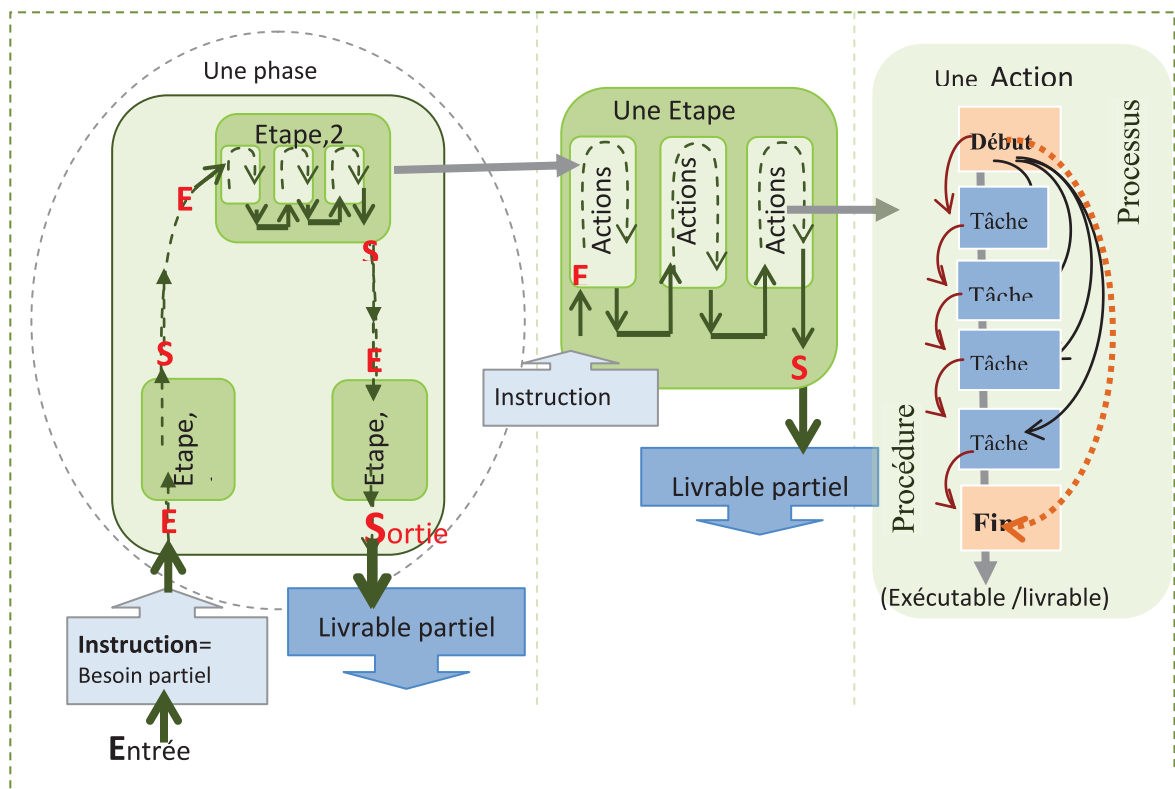 Une phase
Etape,2
E
S
S
E
Etape,
Etape,
E
Sortie
Instruction=
Besoin partiel
Entrée
Livrable partiel
Une Etape
Actions
Actions
Actions
E
S
Instruction
Livrable partiel
Une Action
Processus
Début
Tâche
Tâche
Tâche
Tâche
Procédure
Fin
(Exécutable /livrable)